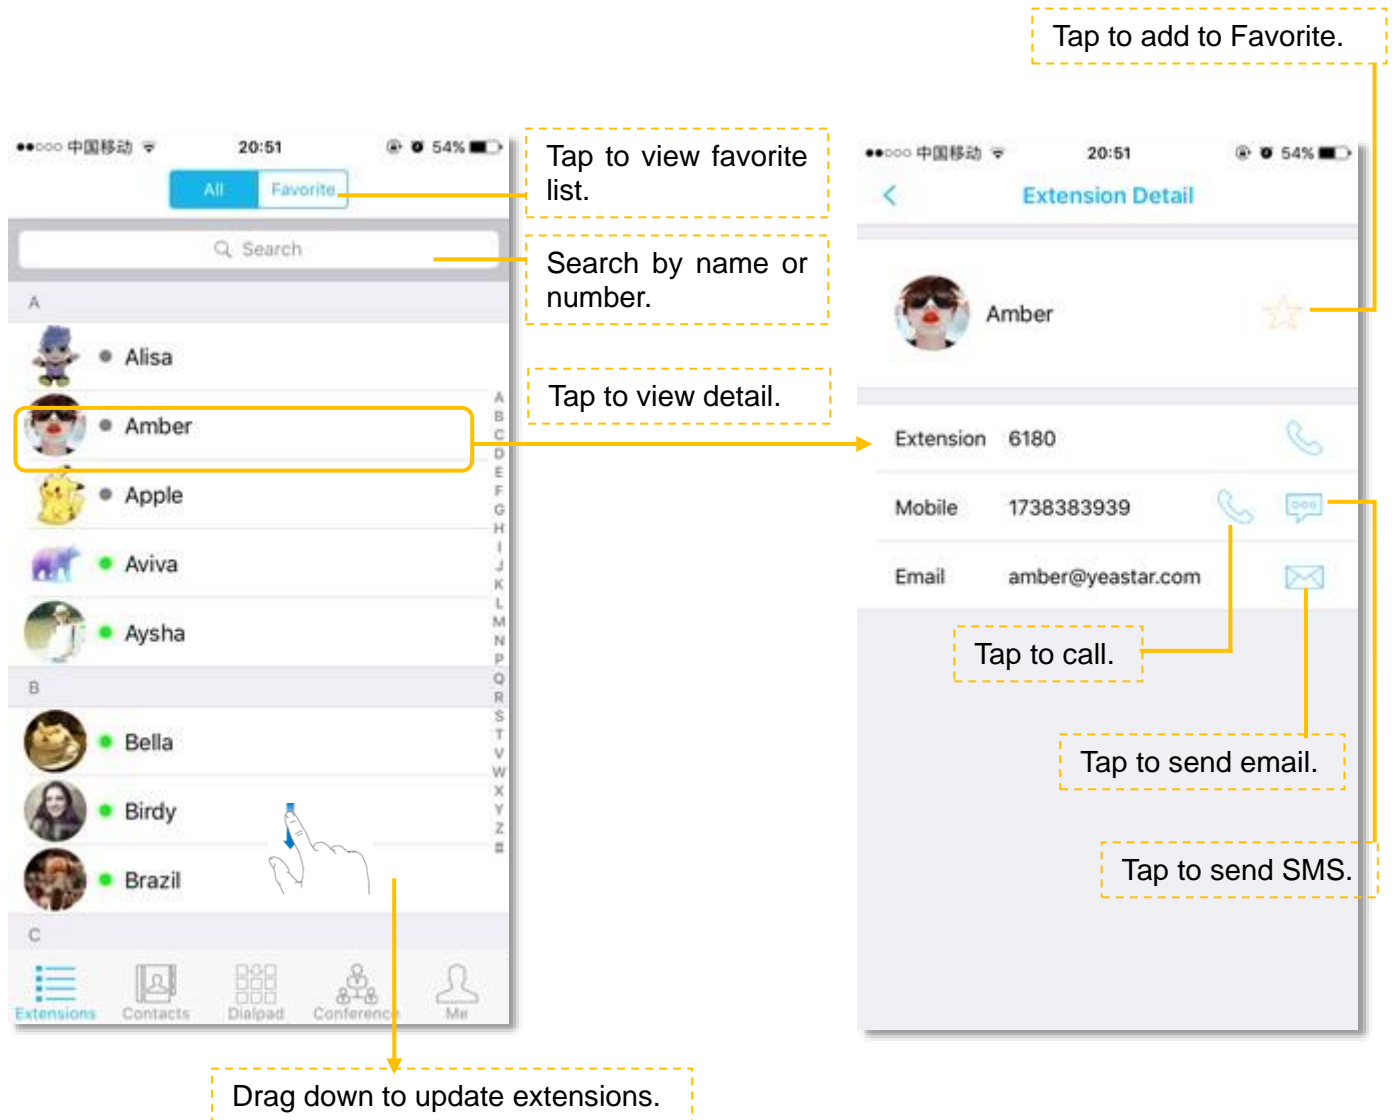 Tap to add to Favorite.
中国移动 20:51 54%
All Favorite
Search
A
Alisa
Amber
Apple
Aviva
Aysha
B
Bella
Birdy
Brazil
C
A
B
C
D
E
F
G
H
I
J
K
L
M
N
P
Q
R
S
T
V
W
X
Y
Z
#
Extensions Contacts Dialpad Conference Me
Tap to view favorite
list.
Search by name or
number.
Tap to view detail.
Drag down to update extensions.
中国移动 20:51 54%
Extension Detail
Amber
Extension 6180
Mobile 1738383939
Email amber@yeastar.com
Tap to call.
Tap to send email.
Tap to send SMS.